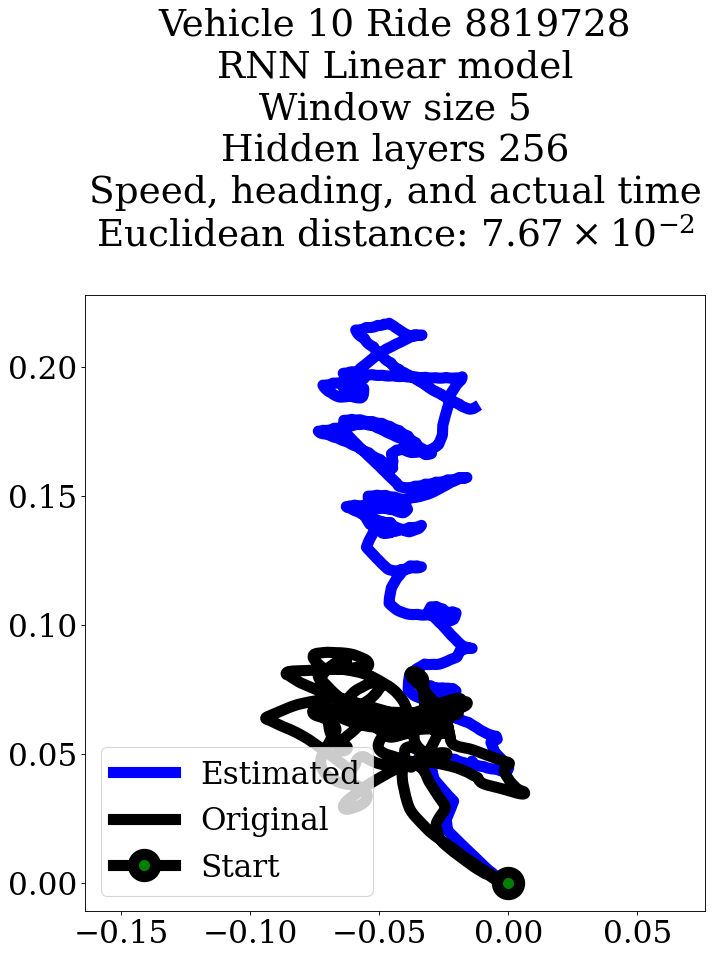 Vehicle 10 Ride 8819728
RNN Linear model
Window size 5
Hidden layers 256
Speed, heading, and actual time
Euclidean distance: 7.67 × 10⁻²
0.20
0.15
0.10
0.05
0.00
Estimated
Original
Start
−0.15 −0.10 −0.05 0.00 0.05